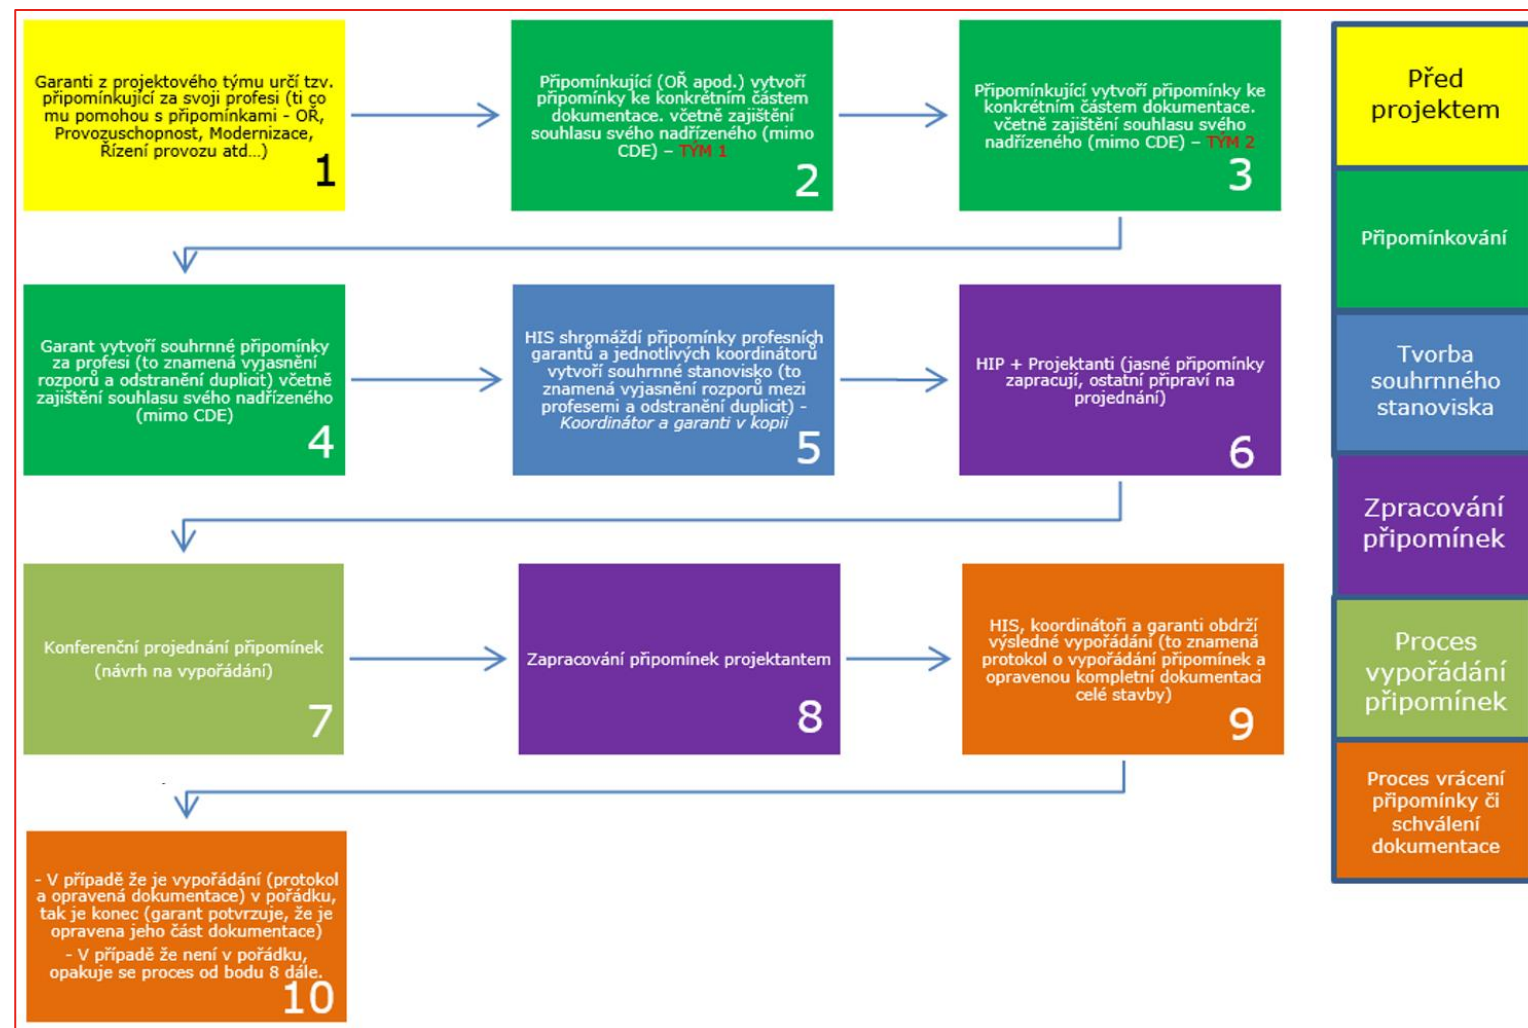 Garanti z projektového týmu určí tzv.
připomínkující za svoji profesi (ti co
mu pomohou s připomínkami - OŘ,
Provozuschopnost, Modernizace,
Řízení provozu atd...)
1
Připomínkující (OŘ apod.) vytvoří
připomínky ke konkrétním částem
dokumentace. včetně zajištění
souhlasu svého nadřízeného (mimo
CDE) – TÝM 1
2
Připomínkující vytvoří připomínky ke
konkrétním částem dokumentace.
včetně zajištění souhlasu svého
nadřízeného (mimo CDE) – TÝM 2
3
Garant vytvoří souhrnné připomínky
za profesi (to znamená vyjasnění
rozporů a odstranění duplicit) včetně
zajištění souhlasu svého nadřízeného
(mimo CDE)
4
HIS shromáždí připomínky profesních
garantů a jednotlivých koordinátorů
vytvoří souhrnné stanovisko (to
znamená vyjasnění rozporů mezi
profesemi a odstranění duplicit) -
Koordinátor a garanti v kopii
5
HIP + Projektanti (jasné připomínky
zapracují, ostatní připraví na
projednání)
6
Konferenční projednání připomínek
(návrh na vypořádání)
7
Zapracování připomínek projektantem
8
HIS, koordinátoři a garanti obdrží
výsledné vypořádání (to znamená
protokol o vypořádání připomínek a
opravenou kompletní dokumentaci
celé stavby)
9
- V případě že je vypořádání (protokol
a opravená dokumentace) v pořádku,
tak je konec (garant potvrzuje, že je
opravena jeho část dokumentace)
- V případě že není v pořádku,
opakuje se proces od bodu 8 dále.
10
Před
projektem
Připomínkování
Tvorba
souhrnného
stanoviska
Zpracování
připomínek
Proces
vypořádání
připomínek
Proces vrácení
připomínky či
schválení
dokumentace